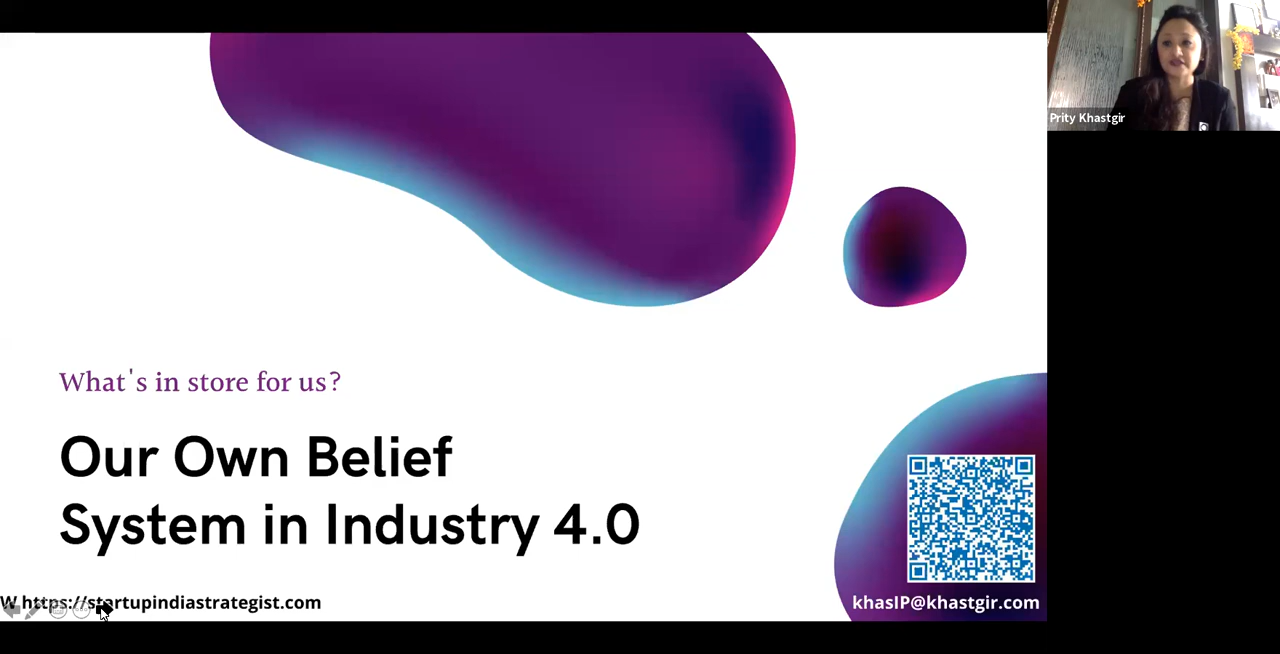 Prity Khastgir
What's in store for us?
Our Own Belief
System in Industry 4.0
W https://startupindiastrategist.com
khasIP@khastgir.com